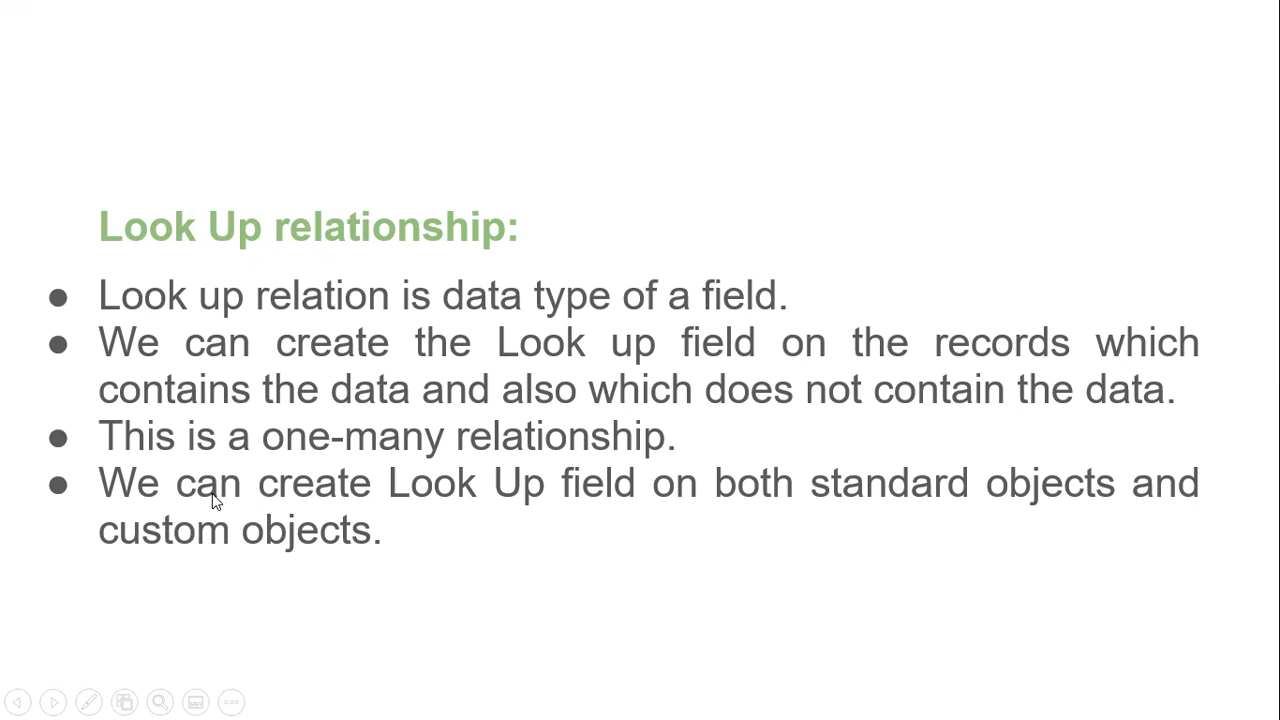 Look Up relationship:
● Look up relation is data type of a field.
● We can create the Look up field on the records which
contains the data and also which does not contain the data.
● This is a one-many relationship.
● We can create Look Up field on both standard objects and
custom objects.